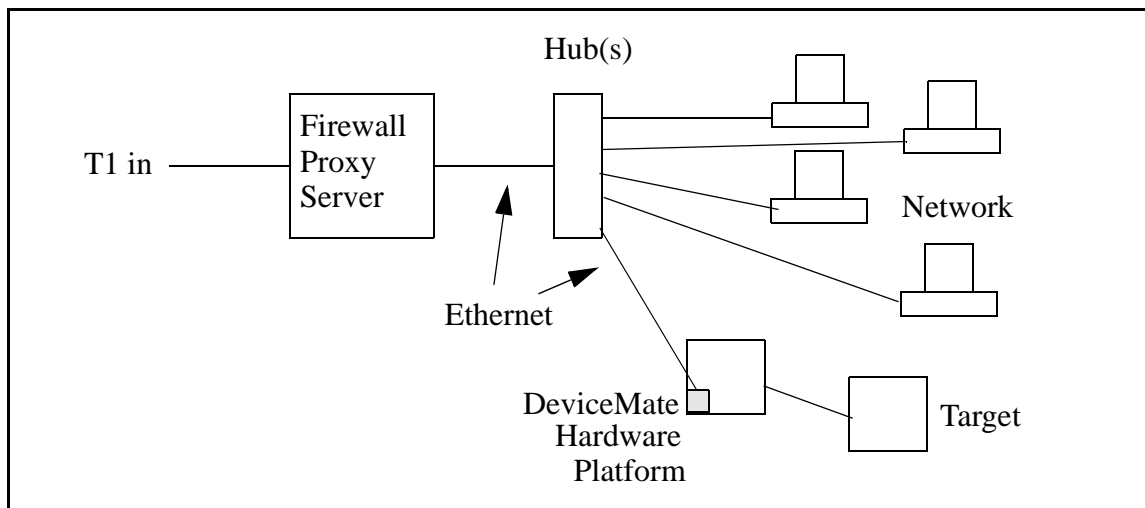 Hub(s)
Firewall
Proxy
Server
T1 in
Network
Ethernet
DeviceMate
Hardware
Platform
Target